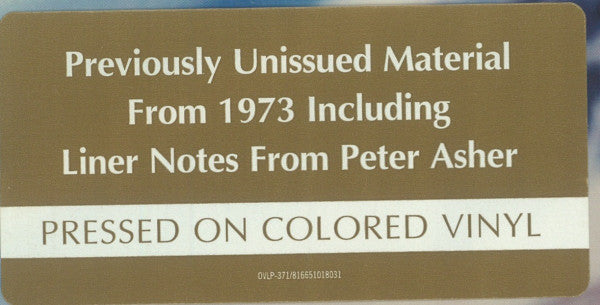 Previously Unissued Material
From 1973 Including
Liner Notes From Peter Asher
PRESSED ON COLORED VINYL
OVLP-371/816651018031